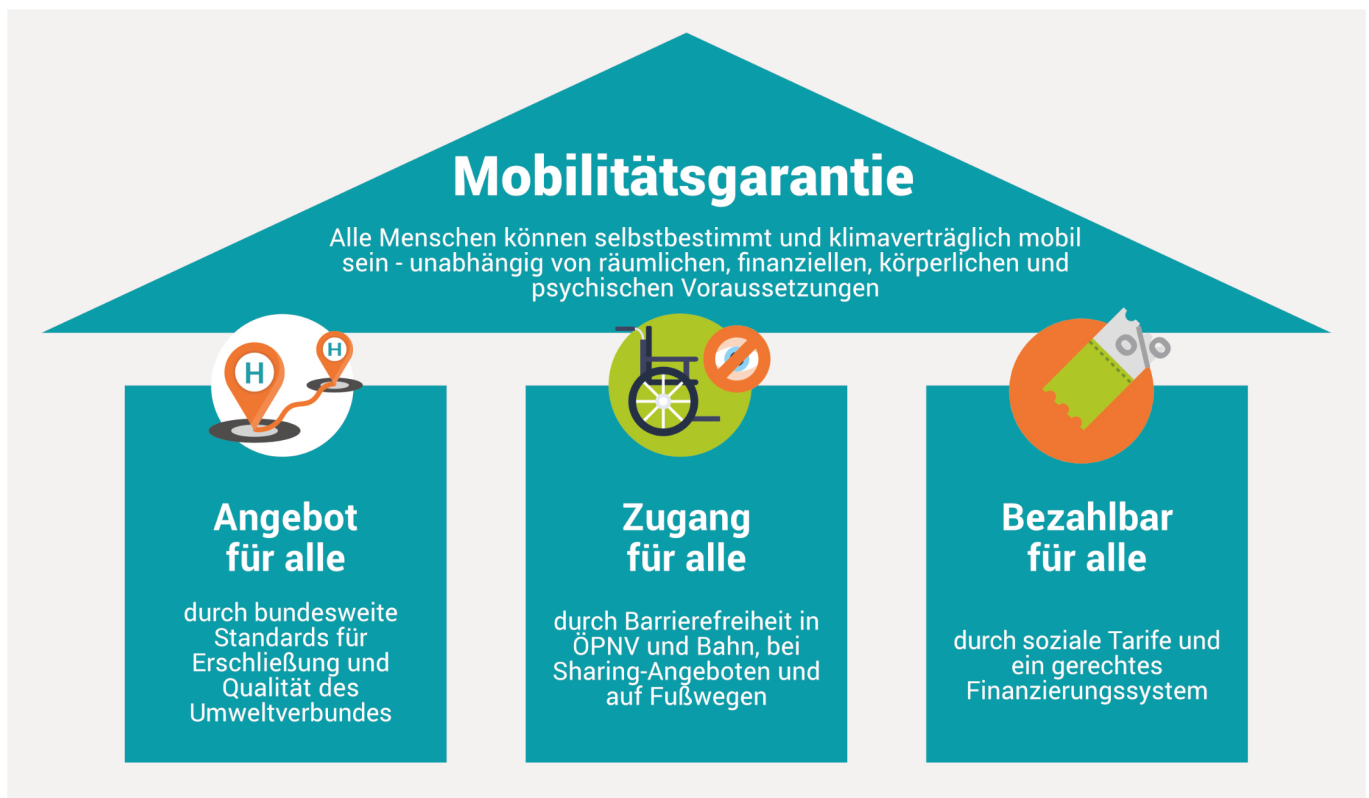 Mobilitätsgarantie
Alle Menschen können selbstbestimmt und klimaverträglich mobil
sein - unabhängig von räumlichen, finanziellen, körperlichen und
psychischen Voraussetzungen
H
H
Angebot
für alle
durch bundesweite
Standards für
Erschließung und
Qualität des
Umweltverbundes
Zugang
für alle
durch Barrierefreiheit in
ÖPNV und Bahn, bei
Sharing-Angeboten und
auf Fußwegen
Bezahlbar
für alle
durch soziale Tarife und
ein gerechtes
Finanzierungssystem